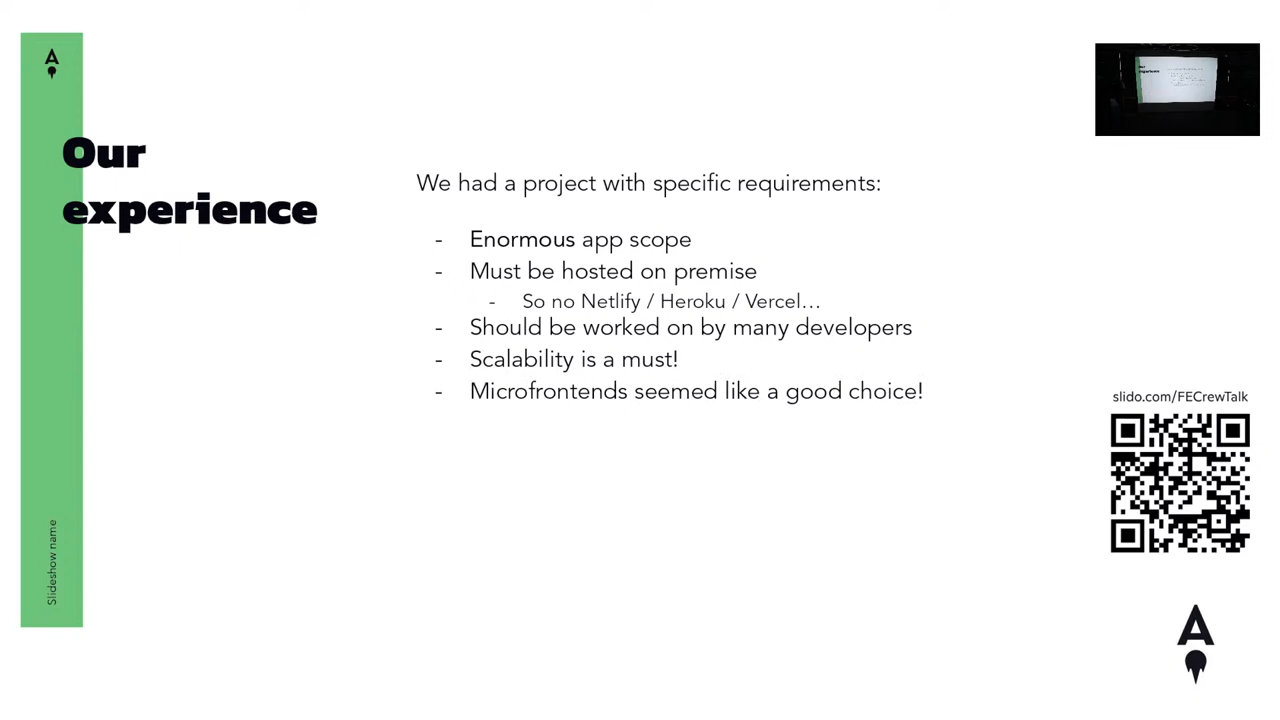 Our
experience
We had a project with specific requirements:
- Enormous app scope
- Must be hosted on premise
- So no Netlify / Heroku / Vercel...
- Should be worked on by many developers
- Scalability is a must!
- Microfrontends seemed like a good choice!
Slideshow name
Our
experience
slido.com/FECrewTalk